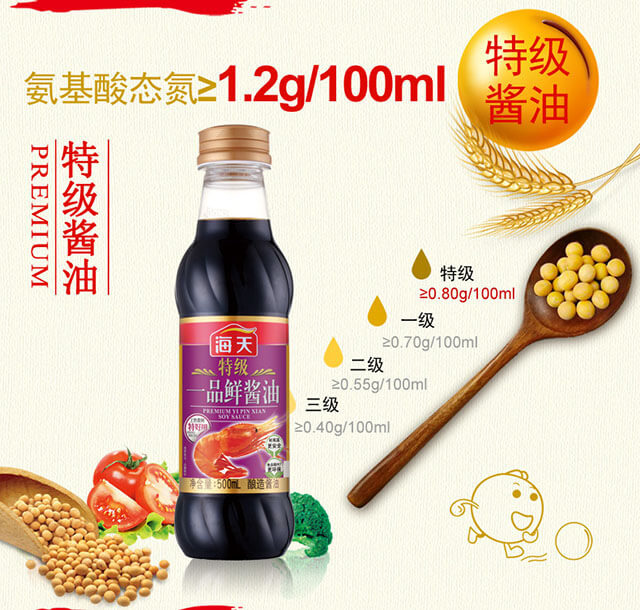 氨基酸态氮≥1.2g/100ml
特级
酱油
特级酱油
PREMIUM
特级
≥0.80g/100ml
一级
≥0.70g/100ml
二级
≥0.55g/100ml
三级
≥0.40g/100ml
海天
特级
一品鲜酱油
PREMIUM YI PIN XIAN
SOY SAUCE
特好用
净含量:500mL 酿造酱油